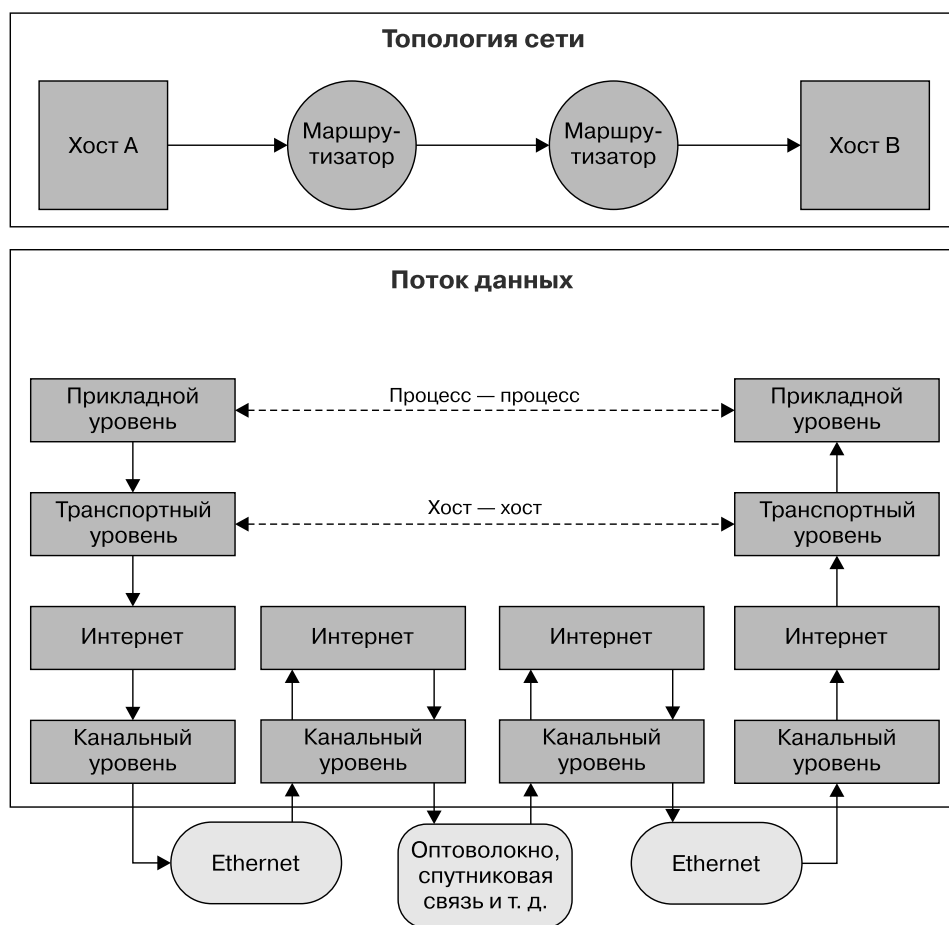 Топология сети
Хост A
Маршру-
тизатор
Маршру-
тизатор
Хост B
Поток данных
Прикладной
уровень
Процесс — процесс
Прикладной
уровень
Транспортный
уровень
Хост — хост
Транспортный
уровень
Интернет
Интернет
Интернет
Интернет
Канальный
уровень
Канальный
уровень
Канальный
уровень
Канальный
уровень
Ethernet
Оптоволокно,
спутниковая
связь и т. д.
Ethernet